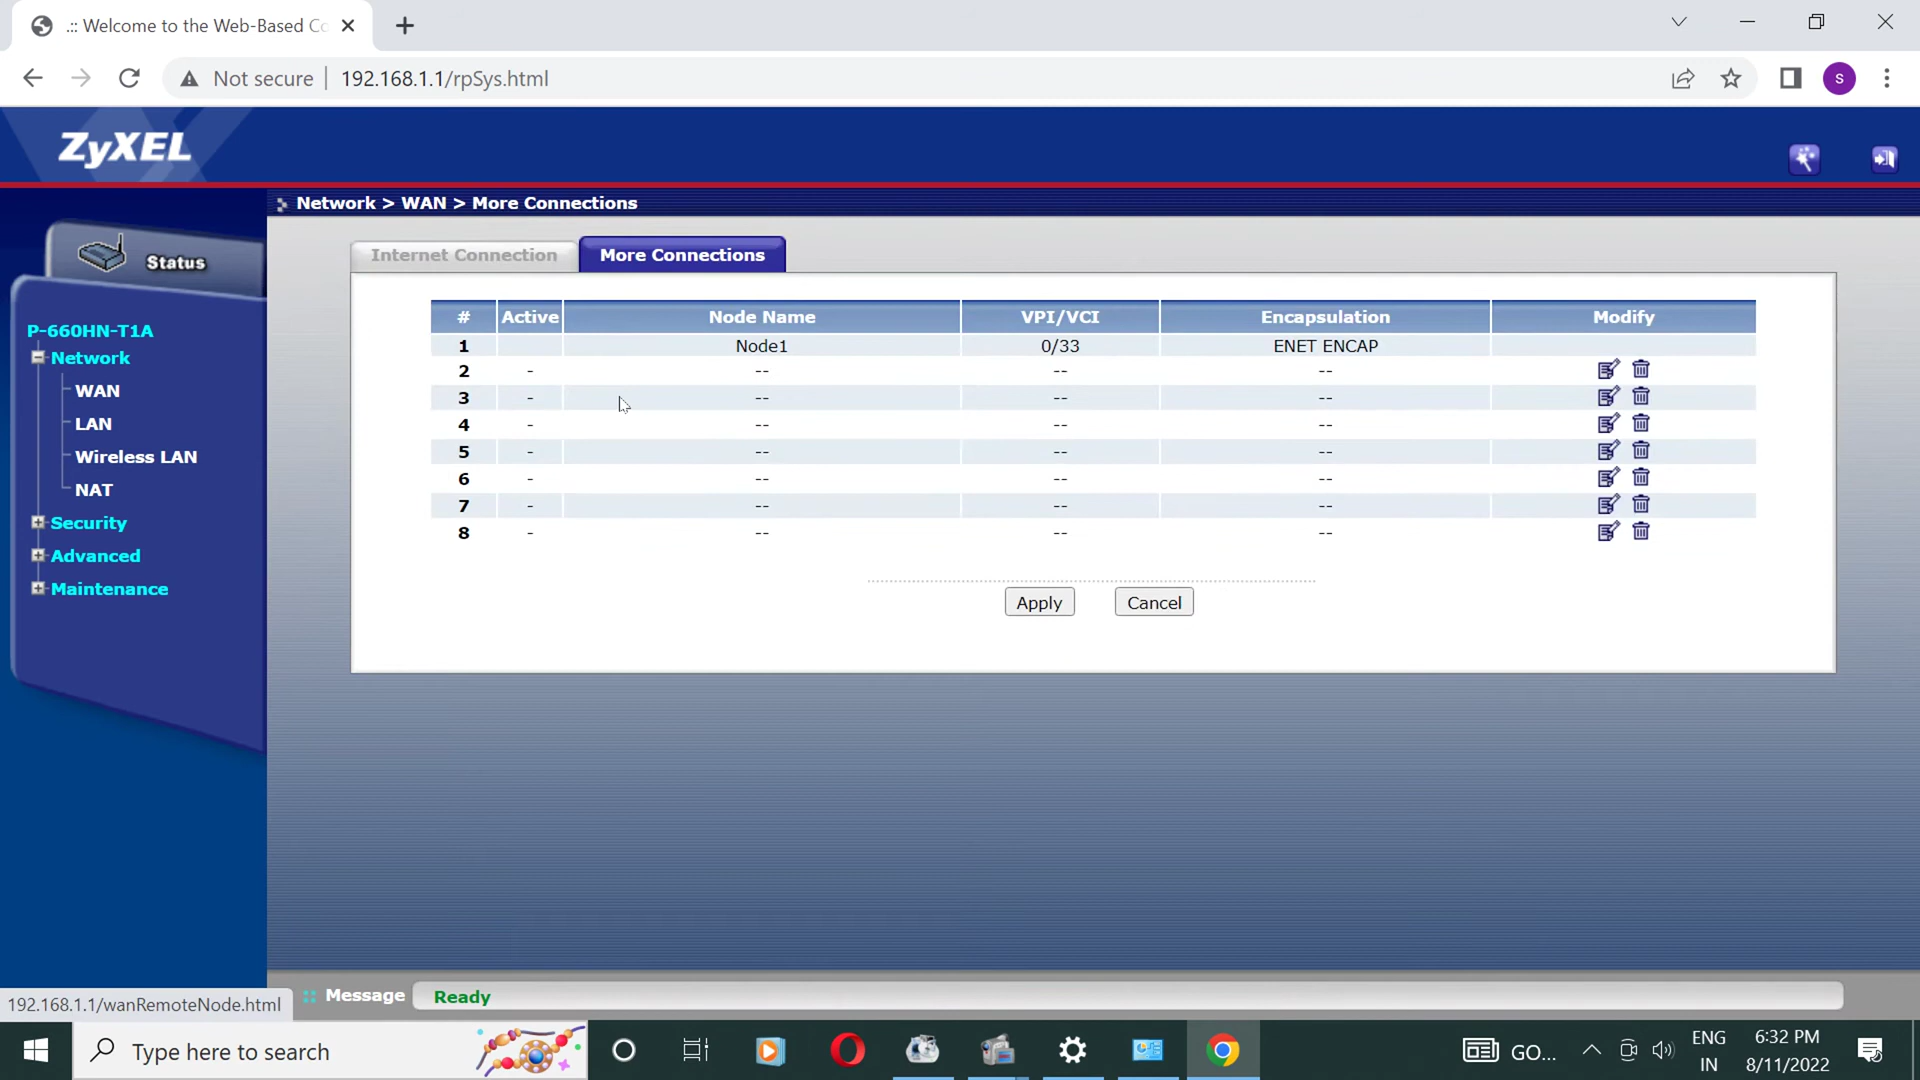 .:: Welcome to the Web-Based Co
Not secure
192.168.1.1/rpSys.html
s
ZyXEL
Network > WAN > More Connections
Status
Internet Connection
More Connections
P-660HN-T1A
Network
WAN
LAN
Wireless LAN
NAT
Security
Advanced
Maintenance
# Active Node Name VPI/VCI Encapsulation Modify
1 Node1 0/33 ENET ENCAP
2 - -- -- --
3 - -- -- --
4 - -- -- --
5 - -- -- --
6 - -- -- --
7 - -- -- --
8 - -- -- --
Apply Cancel
192.168.1.1/wanRemoteNode.html
Message Ready
Type here to search
GO...
ENG
IN
6:32 PM
8/11/2022